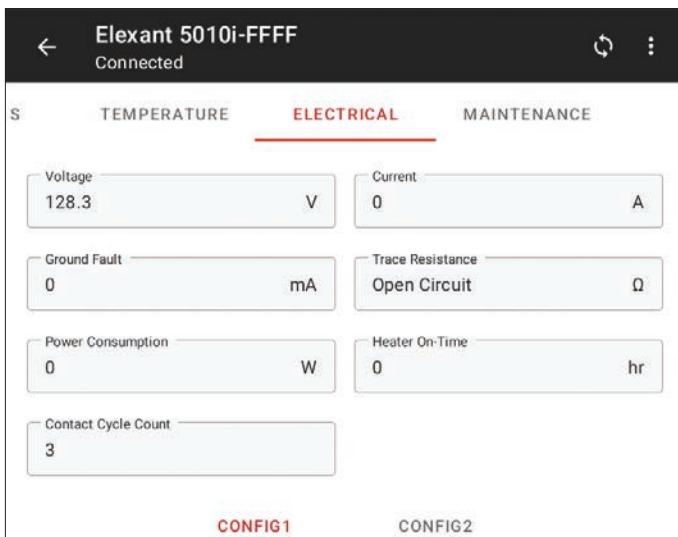 Elexant 5010i-FFFF
Connected
S TEMPERATURE ELECTRICAL MAINTENANCE
Voltage Current
128.3 V 0 A
Ground Fault Trace Resistance
0 mA Open Circuit Ω
Power Consumption Heater On-Time
0 W 0 hr
Contact Cycle Count
3
CONFIG1 CONFIG2